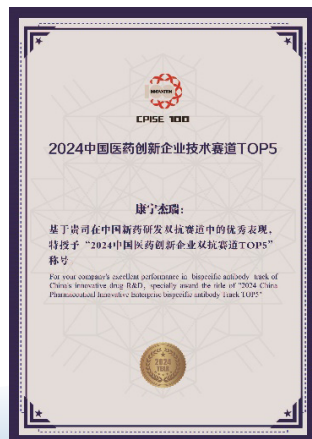 CPISE 100
2024中国医药创新企业技术赛道TOP5
康宁杰瑞:
基于贵司在中国新药研发双抗赛道中的优秀表现,
特授予“2024中国医药创新企业双抗赛道TOP5”
称号
For your company's excellent performance in bispecific antibody track of
China's innovative drug R&D, specially award the title of "2024 China
Pharmaceutical Innovative Enterprise bispecific antibody Track TOP5"
2024